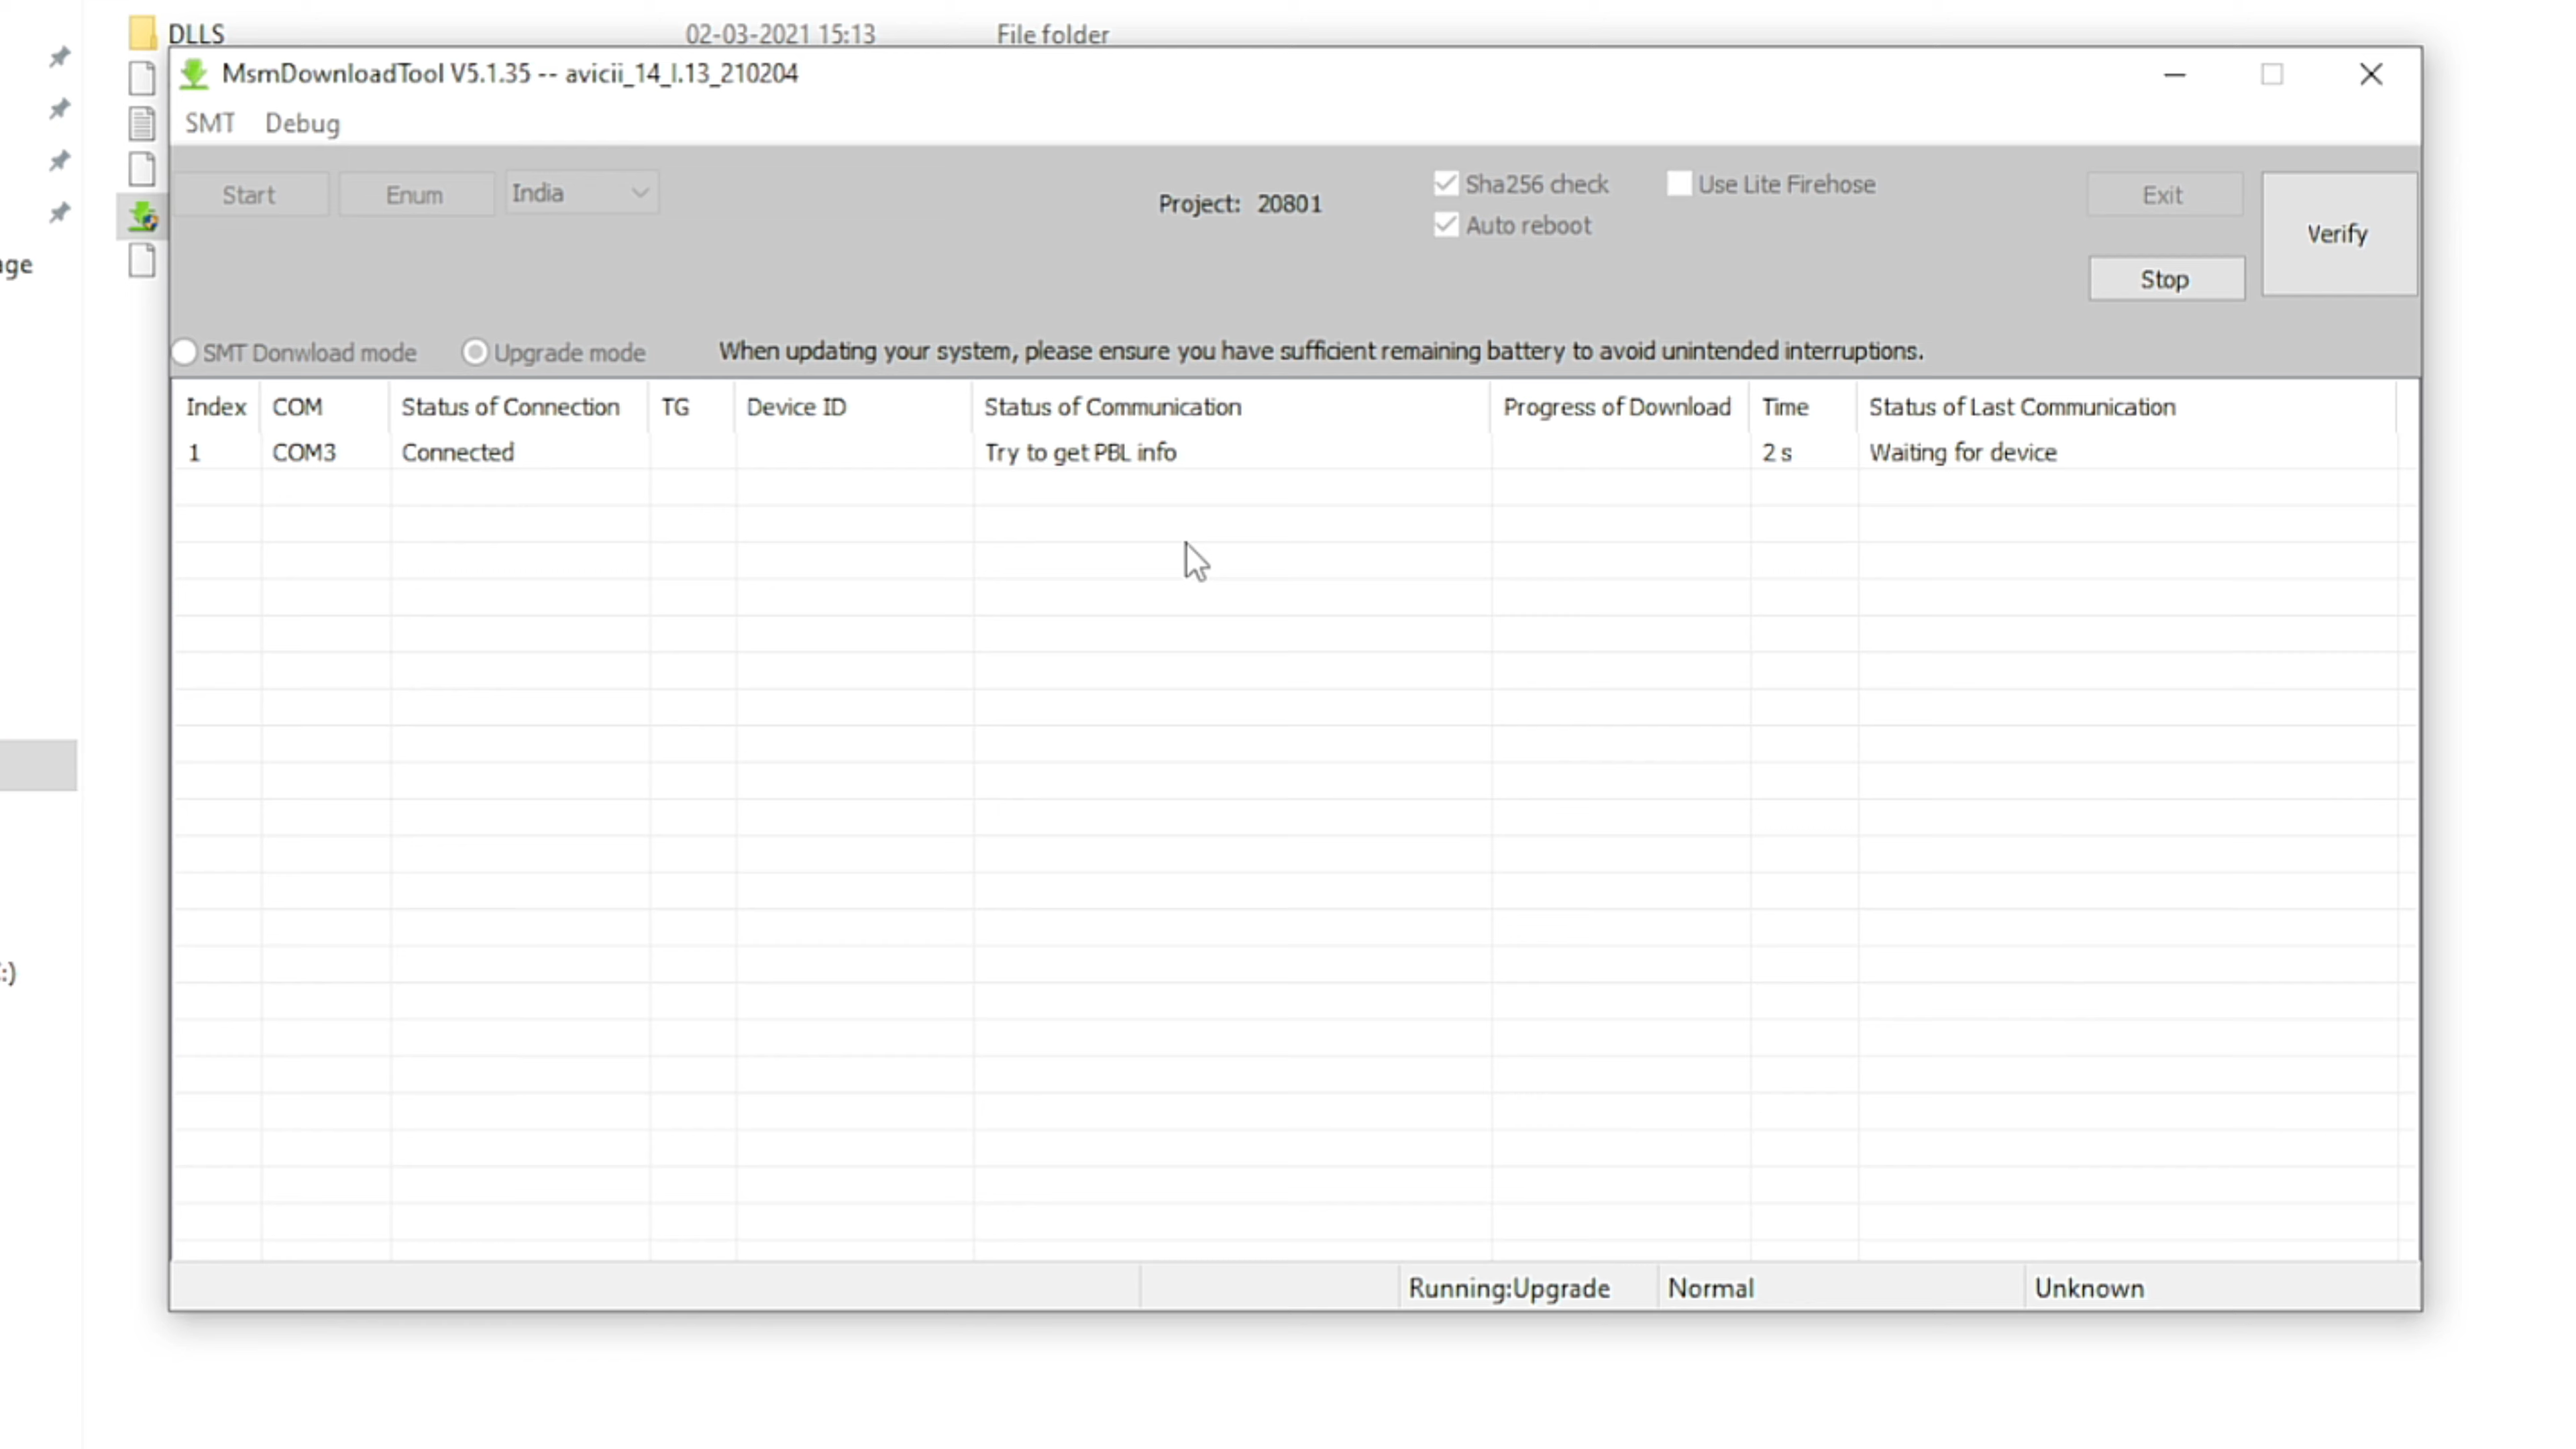 DLLS 02-03-2021 15:13 File folder
MsmDownloadTool V5.1.35 -- avicii_14_I.13_210204
SMT Debug
Start Enum India Project: 20801 Sha256 check Use Lite Firehose Exit Verify
Auto reboot
age
Stop
SMT Donwload mode Upgrade mode When updating your system, please ensure you have sufficient remaining battery to avoid unintended interruptions.
Index COM Status of Connection TG Device ID Status of Communication Progress of Download Time Status of Last Communication
1 COM3 Connected Try to get PBL info 2 s Waiting for device
:)
Running:Upgrade Normal Unknown